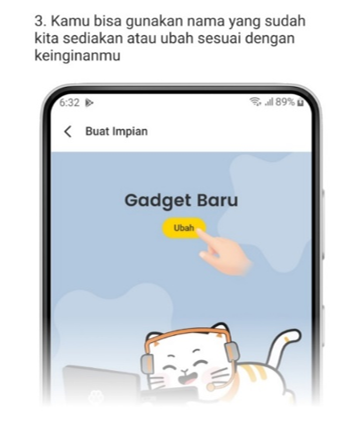 3. Kamu bisa gunakan nama yang sudah
kita sediakan atau ubah sesuai dengan
keinginanmu
6:32
89%
Buat Impian
Gadget Baru
Ubah